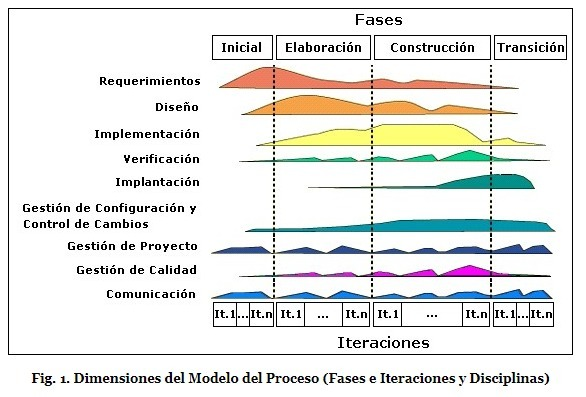 Fases
Inicial Elaboración Construcción Transición
Requerimientos
Diseño
Implementación
Verificación
Implantación
Gestión de Configuración y
Control de Cambios
Gestión de Proyecto
Gestión de Calidad
Comunicación
It.1 ... It.n It.1 ... It.n It.1 ... It.n It.1 ... It.n
Iteraciones
Fig. 1. Dimensiones del Modelo del Proceso (Fases e Iteraciones y Disciplinas)